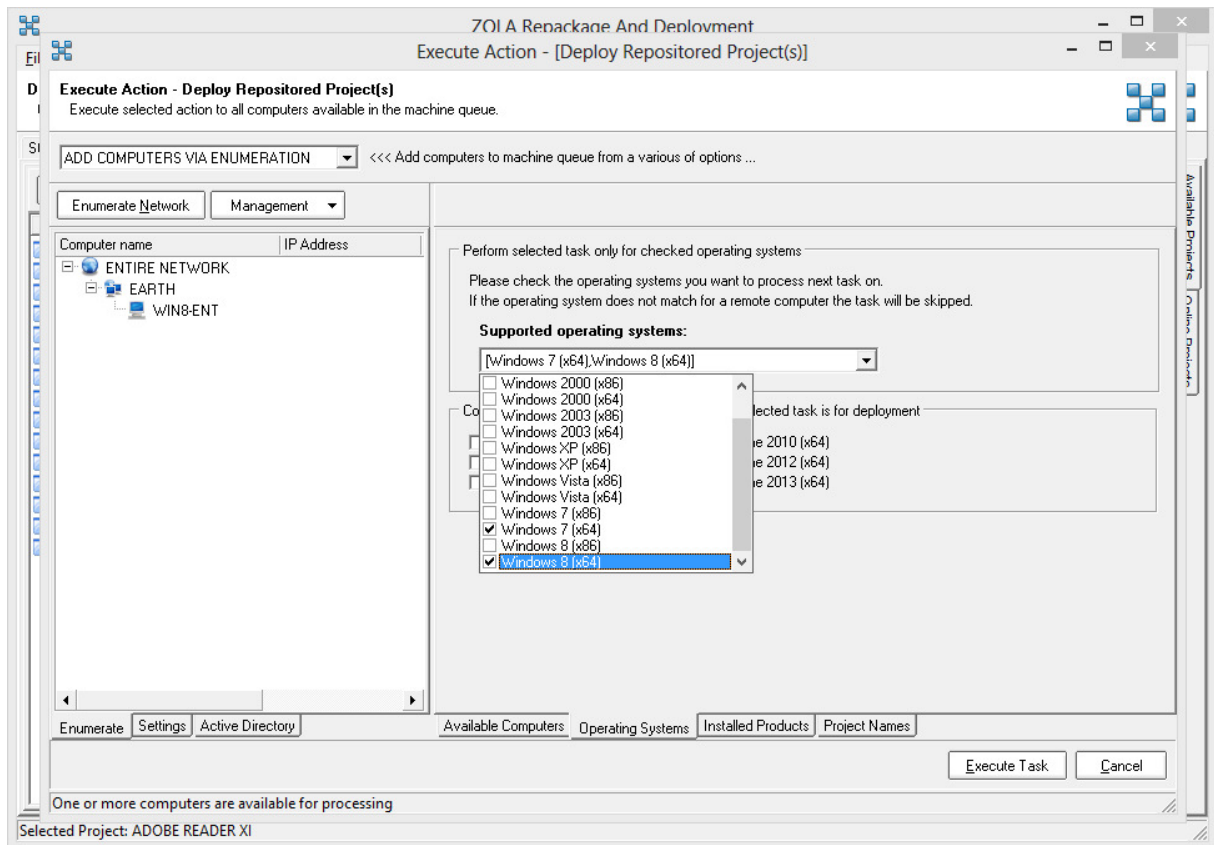 ZOLA Repackage And Deployment
Execute Action - [Deploy Repositored Project(s)]
Fil
Execute Action - Deploy Repositored Project(s)
Execute selected action to all computers available in the machine queue.
ADD COMPUTERS VIA ENUMERATION
<<< Add computers to machine queue from a various of options ...
Enumerate Network
Management
Computer name
IP Address
ENTIRE NETWORK
EARTH
WIN8-ENT
Perform selected task only for checked operating systems
Please check the operating systems you want to process next task on.
If the operating system does not match for a remote computer the task will be skipped.
Supported operating systems:
[Windows 7 (x64),Windows 8 (x64)]
Windows 2000 (x86)
Windows 2000 (x64)
Windows 2003 (x86)
Windows 2003 (x64)
Windows XP (x86)
Windows XP (x64)
Windows Vista (x86)
Windows Vista (x64)
Windows 7 (x86)
Windows 7 (x64)
Windows 8 (x86)
Windows 8 (x64)
Co
lected task is for deployment
ne 2010 (x64)
ne 2012 (x64)
ne 2013 (x64)
Available Projects
Online Projects
Enumerate
Settings
Active Directory
Available Computers
Operating Systems
Installed Products
Project Names
Execute Task
Cancel
One or more computers are available for processing
Selected Project: ADOBE READER XI